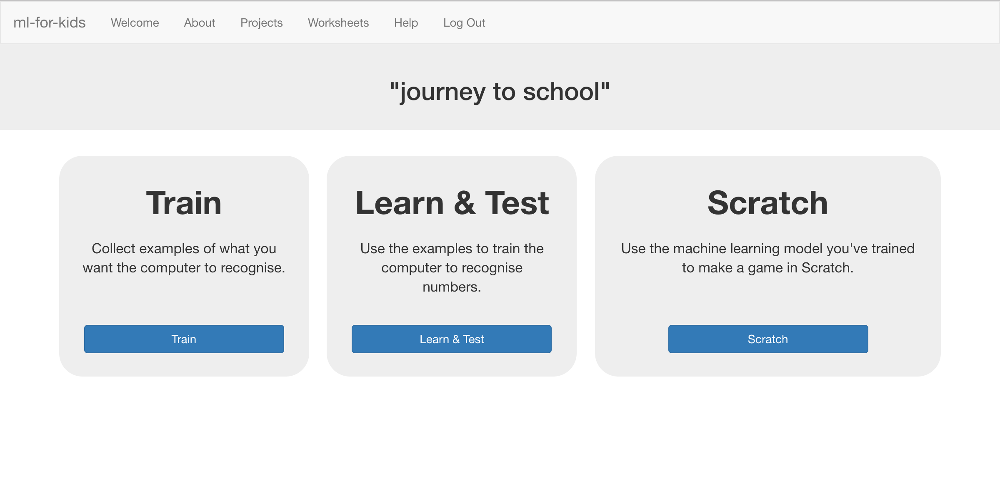 ml-for-kids Welcome About Projects Worksheets Help Log Out
"journey to school"
Train
Collect examples of what you
want the computer to recognise.
Train
Learn & Test
Use the examples to train the
computer to recognise
numbers.
Learn & Test
Scratch
Use the machine learning model you've trained
to make a game in Scratch.
Scratch